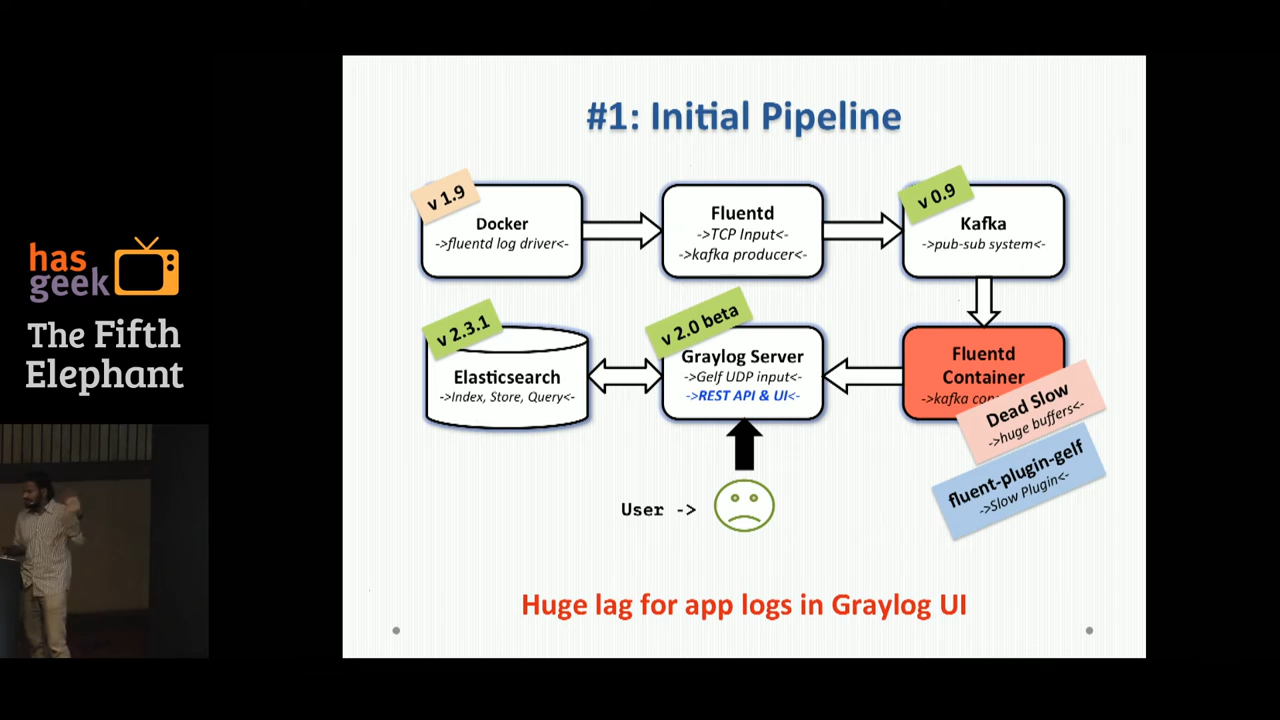 #1: Initial Pipeline
v 1.9
Docker
->fluentd log driver<-
Fluentd
->TCP Input<-
->kafka producer<-
v 0.9
Kafka
->pub-sub system<-
v 2.3.1
Elasticsearch
->Index, Store, Query<-
v 2.0 beta
Graylog Server
->Gelf UDP input<-
->REST API & UI<-
Fluentd
Container
->kafka
Dead Slow
->huge buffers<-
fluent-plugin-gelf
->Slow Plugin<-
User ->
Huge lag for app logs in Graylog UI
has
geek
The Fifth
Elephant